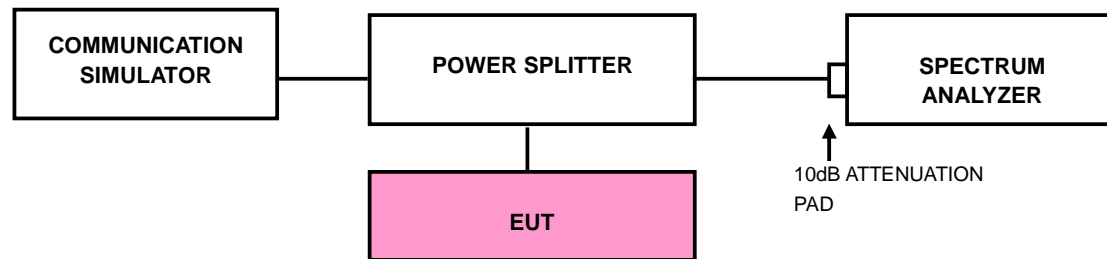 COMMUNICATION
SIMULATOR
POWER SPLITTER
SPECTRUM
ANALYZER
10dB ATTENUATION
PAD
EUT